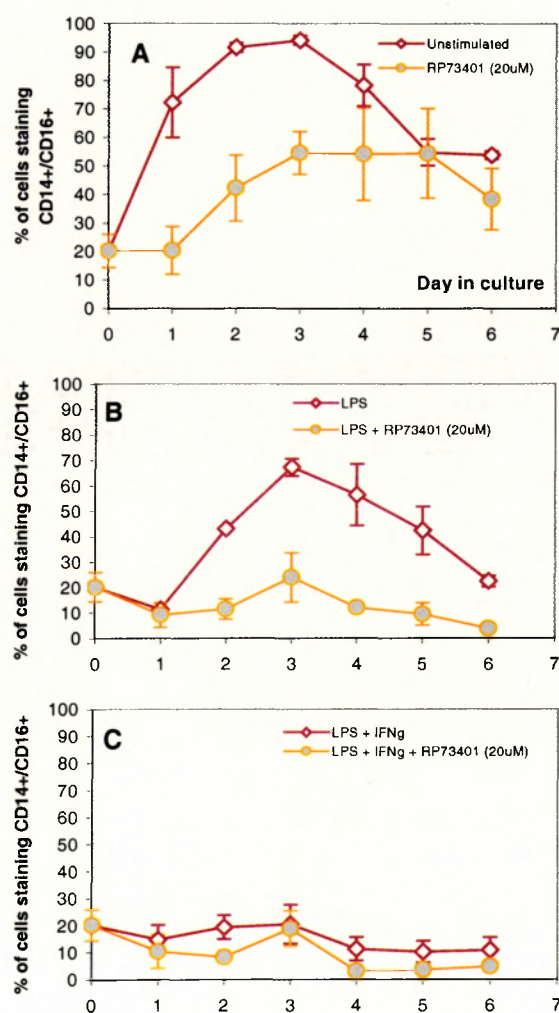 A
Unstimulated
RP73401 (20uM)
% of cells staining
CD14+/CD16+
100
90
80
70
60
50
40
30
20
10
0
Day in culture
0 1 2 3 4 5 6 7
B
LPS
LPS + RP73401 (20uM)
% of cells staining CD14+/CD16+
100
90
80
70
60
50
40
30
20
10
0
0 1 2 3 4 5 6 7
C
LPS + IFNg
LPS + IFNg + RP73401 (20uM)
% of cells staining CD14+/CD16+
100
90
80
70
60
50
40
30
20
10
0
0 1 2 3 4 5 6 7